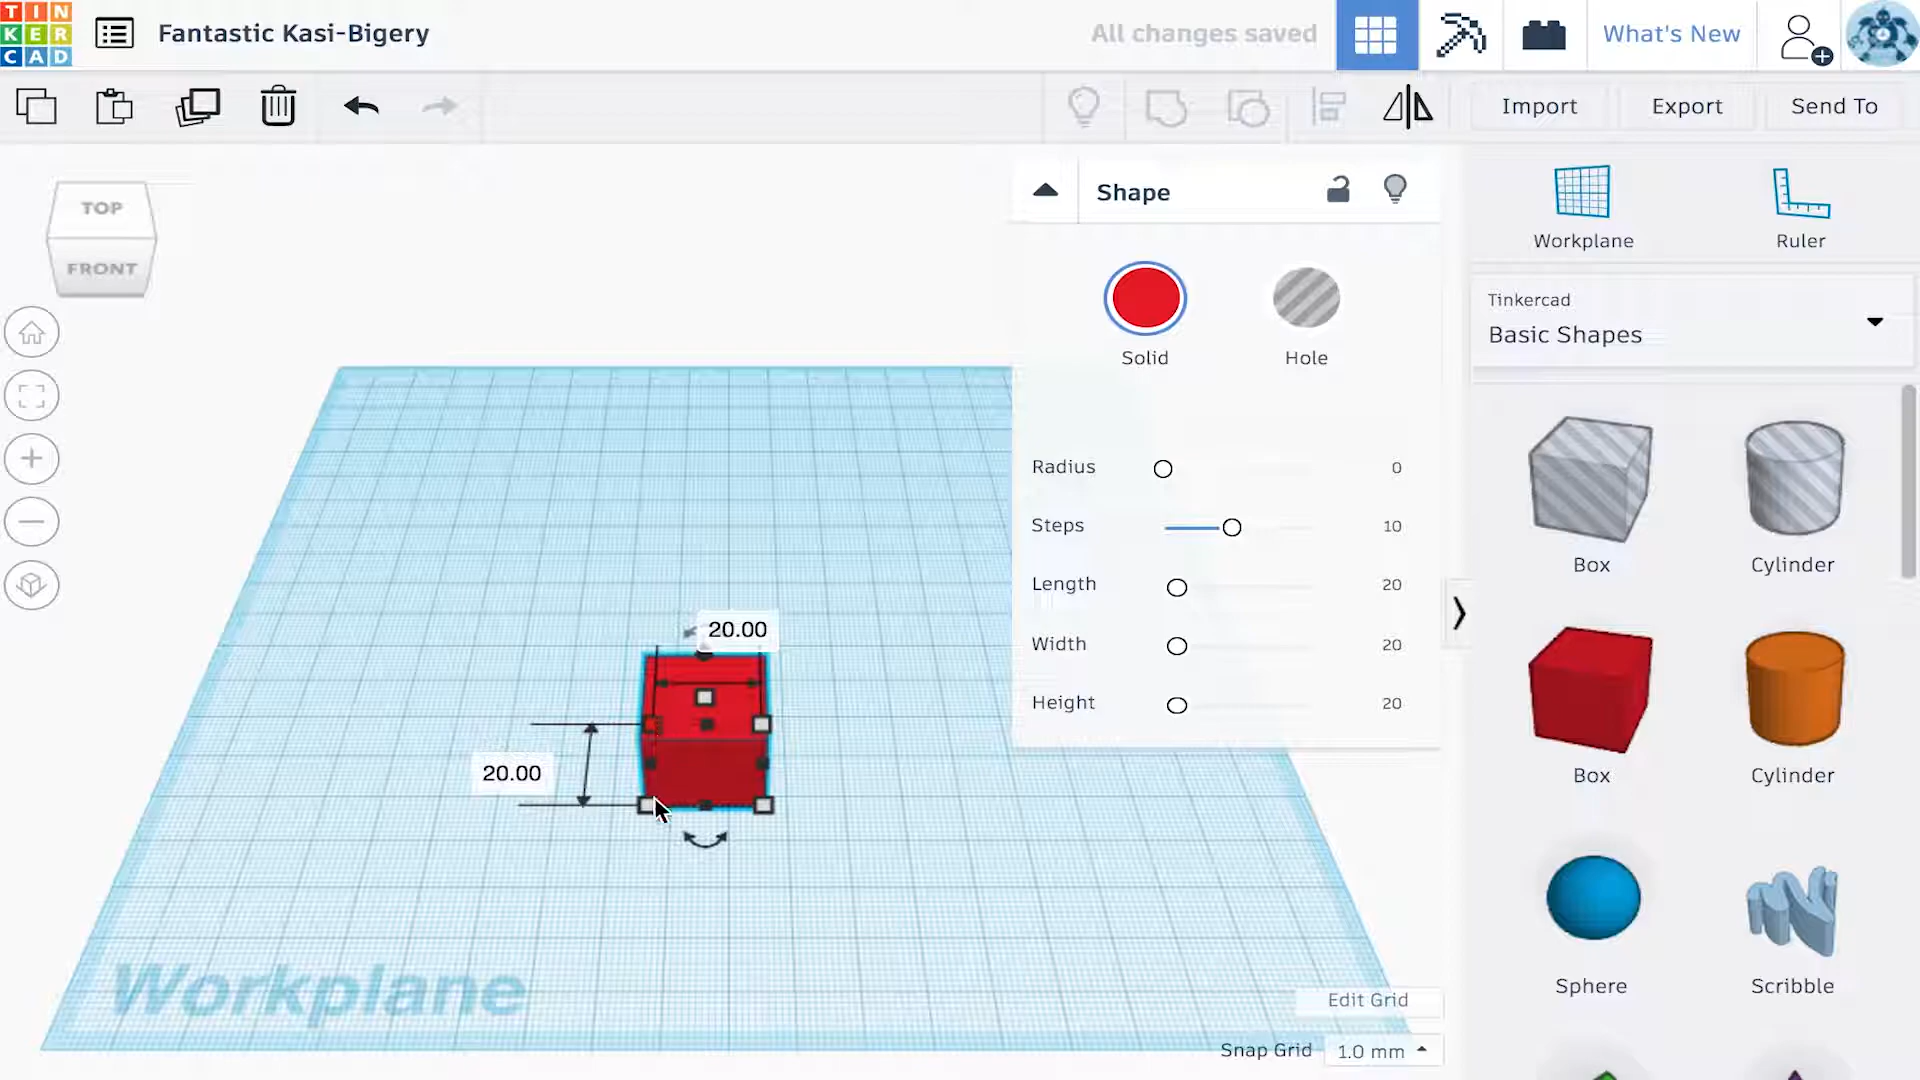 TIN
KER
CAD
Fantastic Kasi-Bigery
All changes saved
What's New
Import
Export
Send To
TOP
FRONT
Shape
Solid
Hole
Radius 0
Steps 10
Length 20
Width 20
Height 20
Workplane
Ruler
Tinkercad
Basic Shapes
Box
Cylinder
Box
Cylinder
Sphere
Scribble
20.00
20.00
Workplane
Edit Grid
Snap Grid 1.0 mm